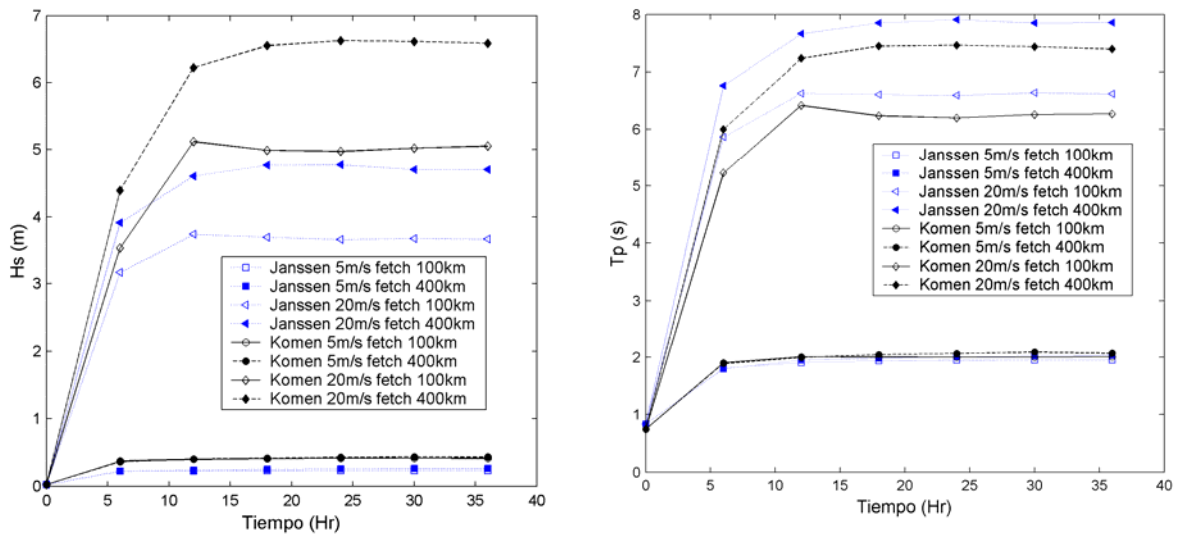 7
6
5
4
3
2
1
0
Hs (m)
Janssen 5m/s fetch 100km
Janssen 5m/s fetch 400km
Janssen 20m/s fetch 100km
Janssen 20m/s fetch 400km
Komen 5m/s fetch 100km
Komen 5m/s fetch 400km
Komen 20m/s fetch 100km
Komen 20m/s fetch 400km
0 5 10 15 20 25 30 35 40
Tiempo (Hr)
8
7
6
5
4
3
2
1
0
Tp (s)
Janssen 5m/s fetch 100km
Janssen 5m/s fetch 400km
Janssen 20m/s fetch 100km
Janssen 20m/s fetch 400km
Komen 5m/s fetch 100km
Komen 5m/s fetch 400km
Komen 20m/s fetch 100km
Komen 20m/s fetch 400km
0 5 10 15 20 25 30 35 40
Tiempo (Hr)